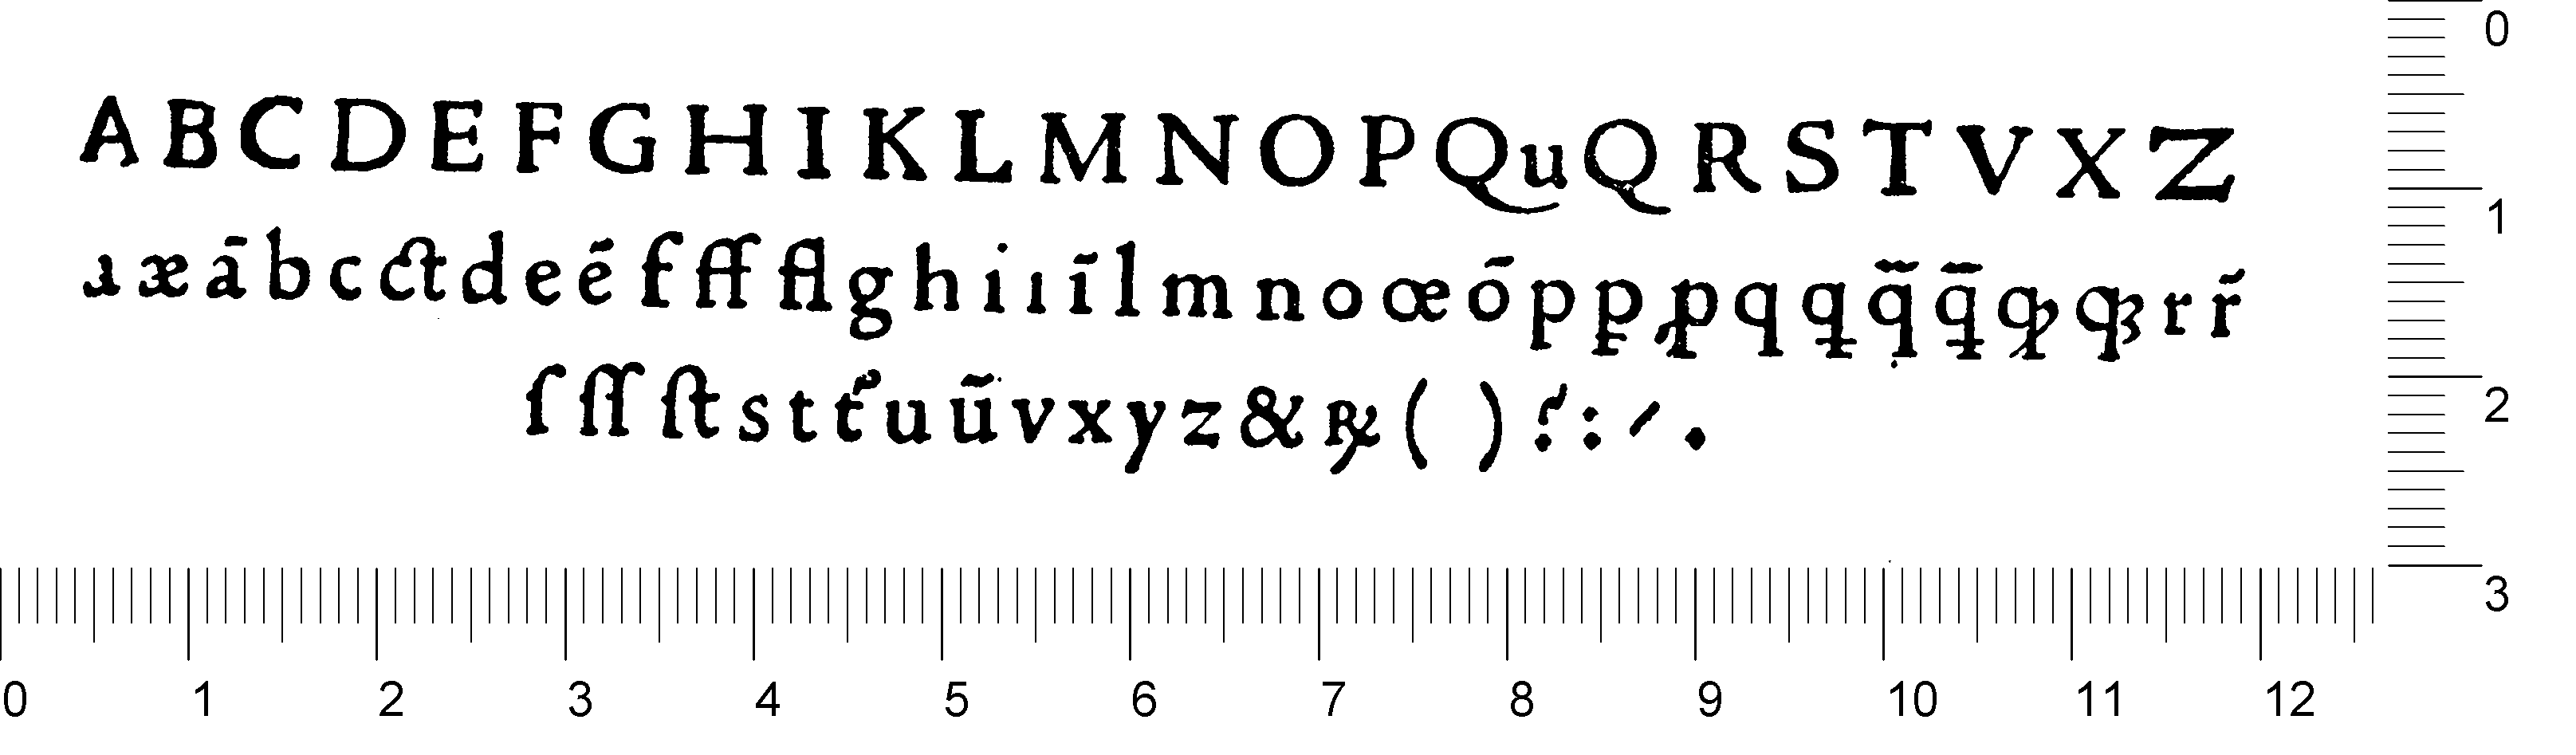 A B C D E F G H I K L M N O P Qu Q R S T V X Z
a æ ā b c ct d e ē f ff fl g h i ı ī l m n o œ ō p ꝑ ꝓ q ꝗ q̃ ꝗ̃ ꝙ qꝫ r r̃
ſ ſſ ſt s t t̉ u ũ v x y z & ꝶ ( ) ? : / .
0 1 2 3 4 5 6 7 8 9 10 11 12
0
1
2
3